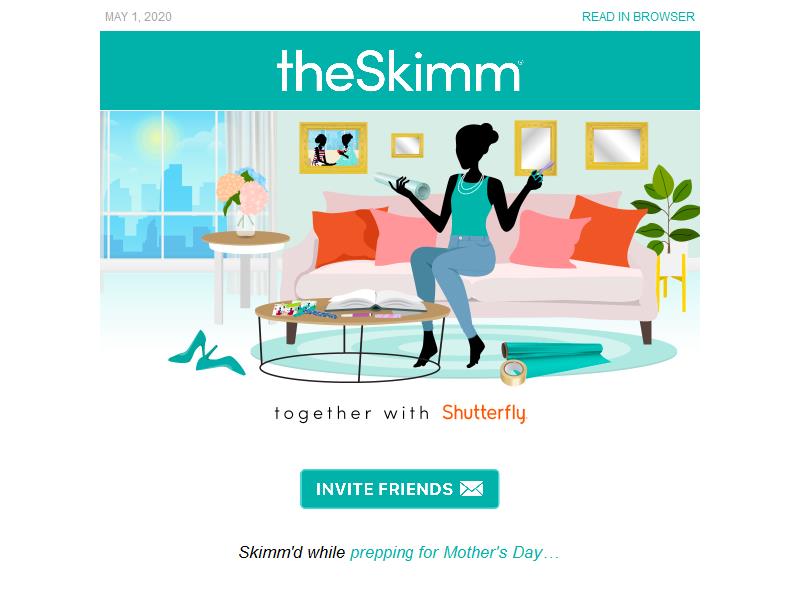 MAY 1, 2020
READ IN BROWSER
theSkimm®
together with Shutterfly
INVITE FRIENDS
Skimm'd while prepping for Mother's Day…